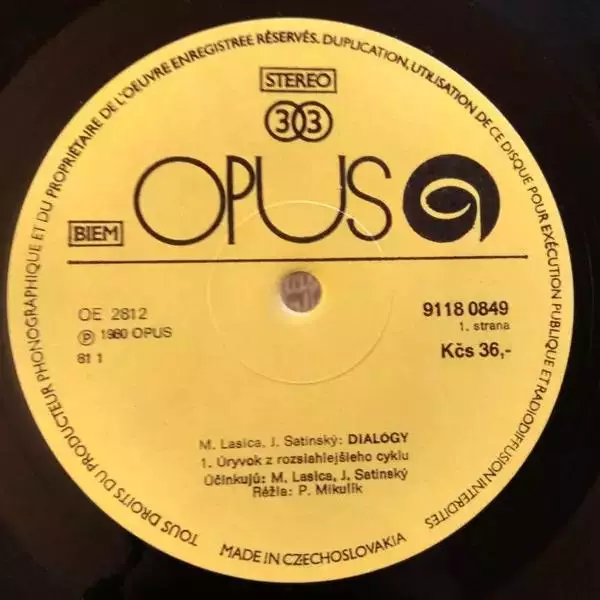 TOUS DROITS DU PRODUCTEUR PHONOGRAPHIQUE ET DU PROPRIÉTAIRE DE L'OEUVRE ENREGISTREE RÉSERVÉS. DUPLICATION, UTILISATION DE CE DISQUE POUR EXÉCUTION PUBLIQUE ET RADIODIFFUSION INTERDITES
STEREO
33
OPUS
BIEM
OE 2812
9118 0849
℗ 1980 OPUS
1. strana
81 1
Kčs 36,-
M. Lasica, J. Satinský: DIALÓGY
1. Úryvok z rozsiahlejšieho cyklu
Účinkujú: M. Lasica, J. Satinský
Réžia: P. Mikulík
MADE IN CZECHOSLOVAKIA